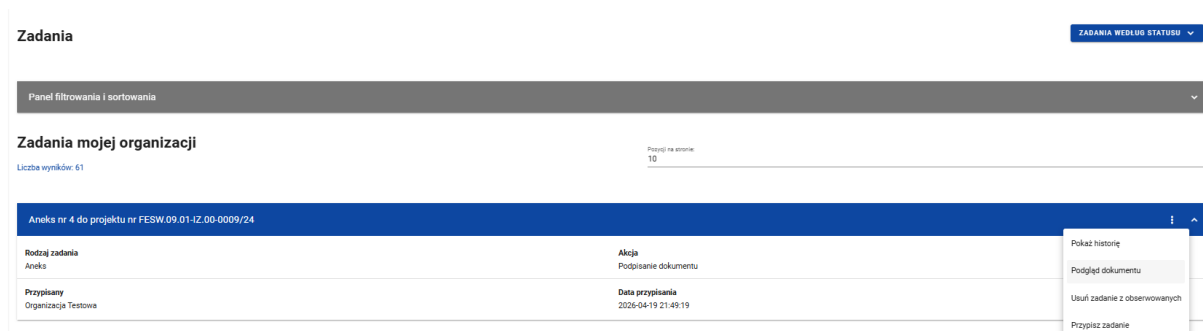 Zadania
ZADANIA WEDŁUG STATUSU
Panel filtrowania i sortowania
Zadania mojej organizacji
Liczba wyników: 61
Pozycji na stronie:
10
Aneks nr 4 do projektu nr FESW.09.01-IZ.00-0009/24
Rodzaj zadania
Aneks
Akcja
Podpisanie dokumentu
Przypisany
Organizacja Testowa
Data przypisania
2026-04-19 21:49:19
Pokaż historię
Podgląd dokumentu
Usuń zadanie z obserwowanych
Przypisz zadanie